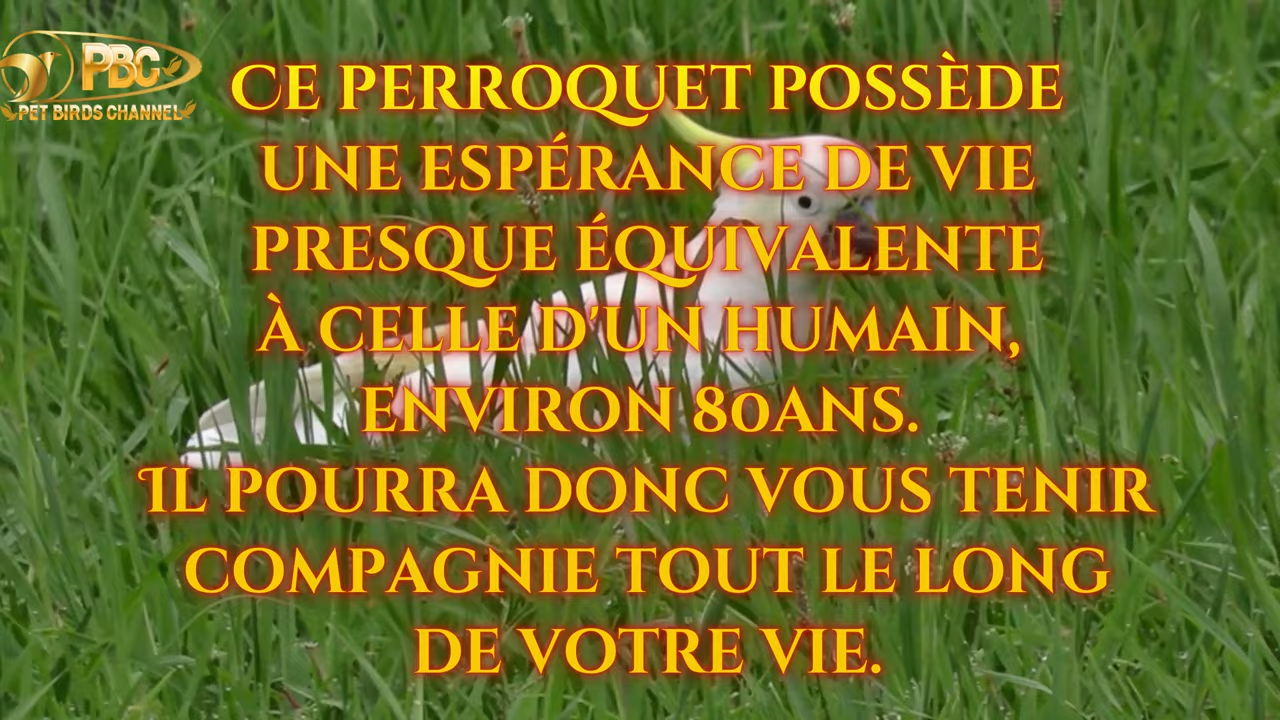 PBC
PET BIRDS CHANNEL
CE PERROQUET POSSÈDE
UNE ESPÉRANCE DE VIE
PRESQUE ÉQUIVALENTE
À CELLE D'UN HUMAIN,
ENVIRON 80ANS.
IL POURRA DONC VOUS TENIR
COMPAGNIE TOUT LE LONG
DE VOTRE VIE.